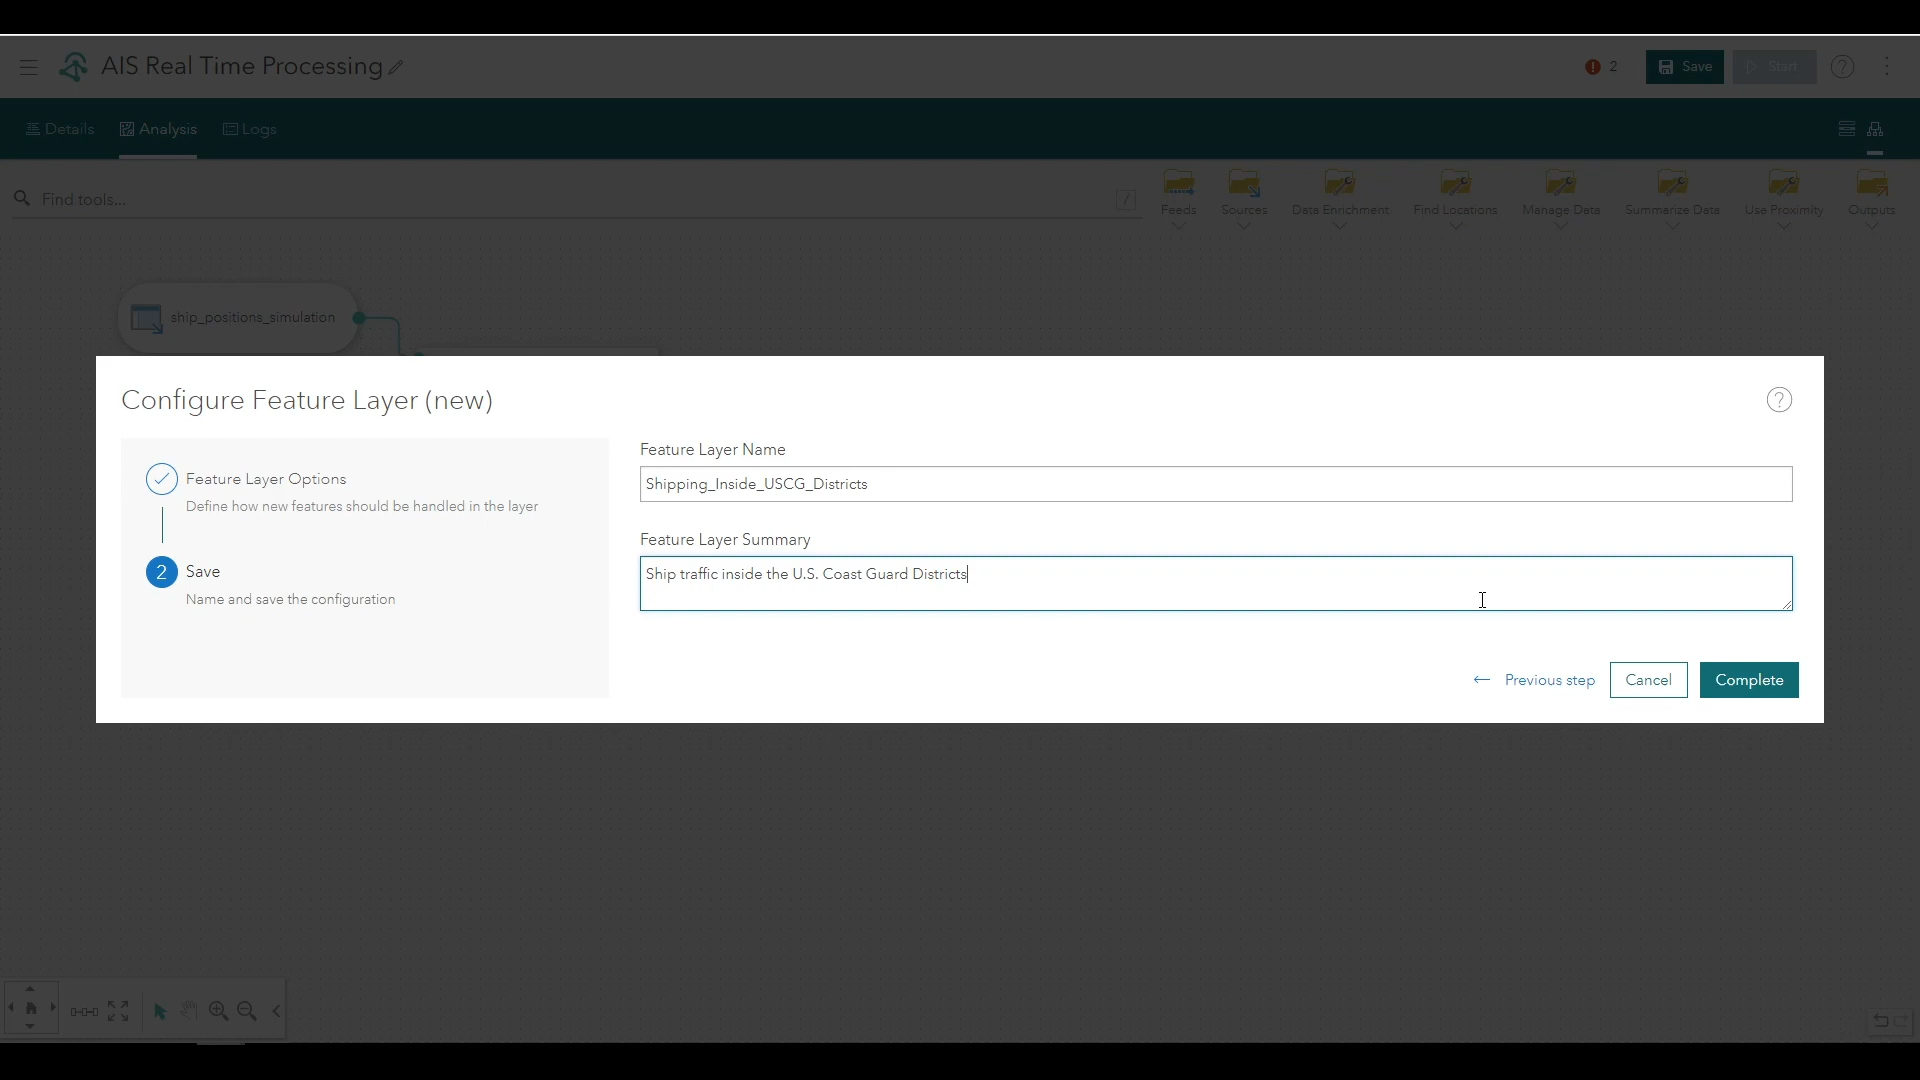 AIS Real Time Processing
2
Save
Start
Details
Analysis
Logs
Find tools...
/
Feeds
Sources
Data Enrichment
Find Locations
Manage Data
Summarize Data
Use Proximity
Outputs
ship_positions_simulation
Configure Feature Layer (new)
?
Feature Layer Options
Define how new features should be handled in the layer
2
Save
Name and save the configuration
Feature Layer Name
Shipping_Inside_USCG_Districts
Feature Layer Summary
Ship traffic inside the U.S. Coast Guard Districts
Previous step
Cancel
Complete